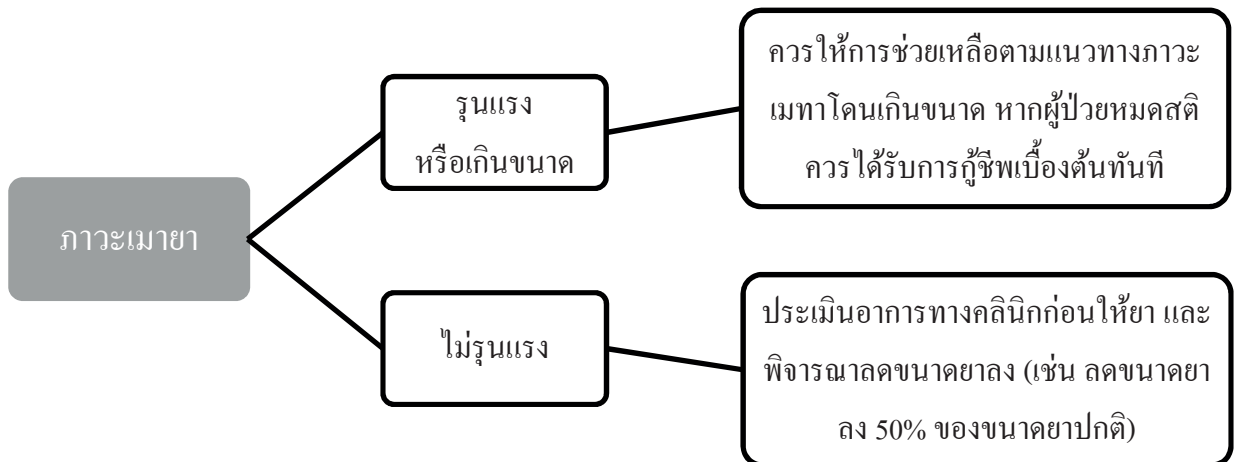 ภาวะเมายา
รุนแรง
หรือเกินขนาด
ควรให้การช่วยเหลือตามแนวทางภาวะ
เมทาโดนเกินขนาด หากผู้ป่วยหมดสติ
ควรได้รับการกู้ชีพเบื้องต้นทันที
ไม่รุนแรง
ประเมินอาการทางคลินิกก่อนให้ยา และ
พิจารณาลดขนาดยาลง (เช่น ลดขนาดยา
ลง 50% ของขนาดยาปกติ)